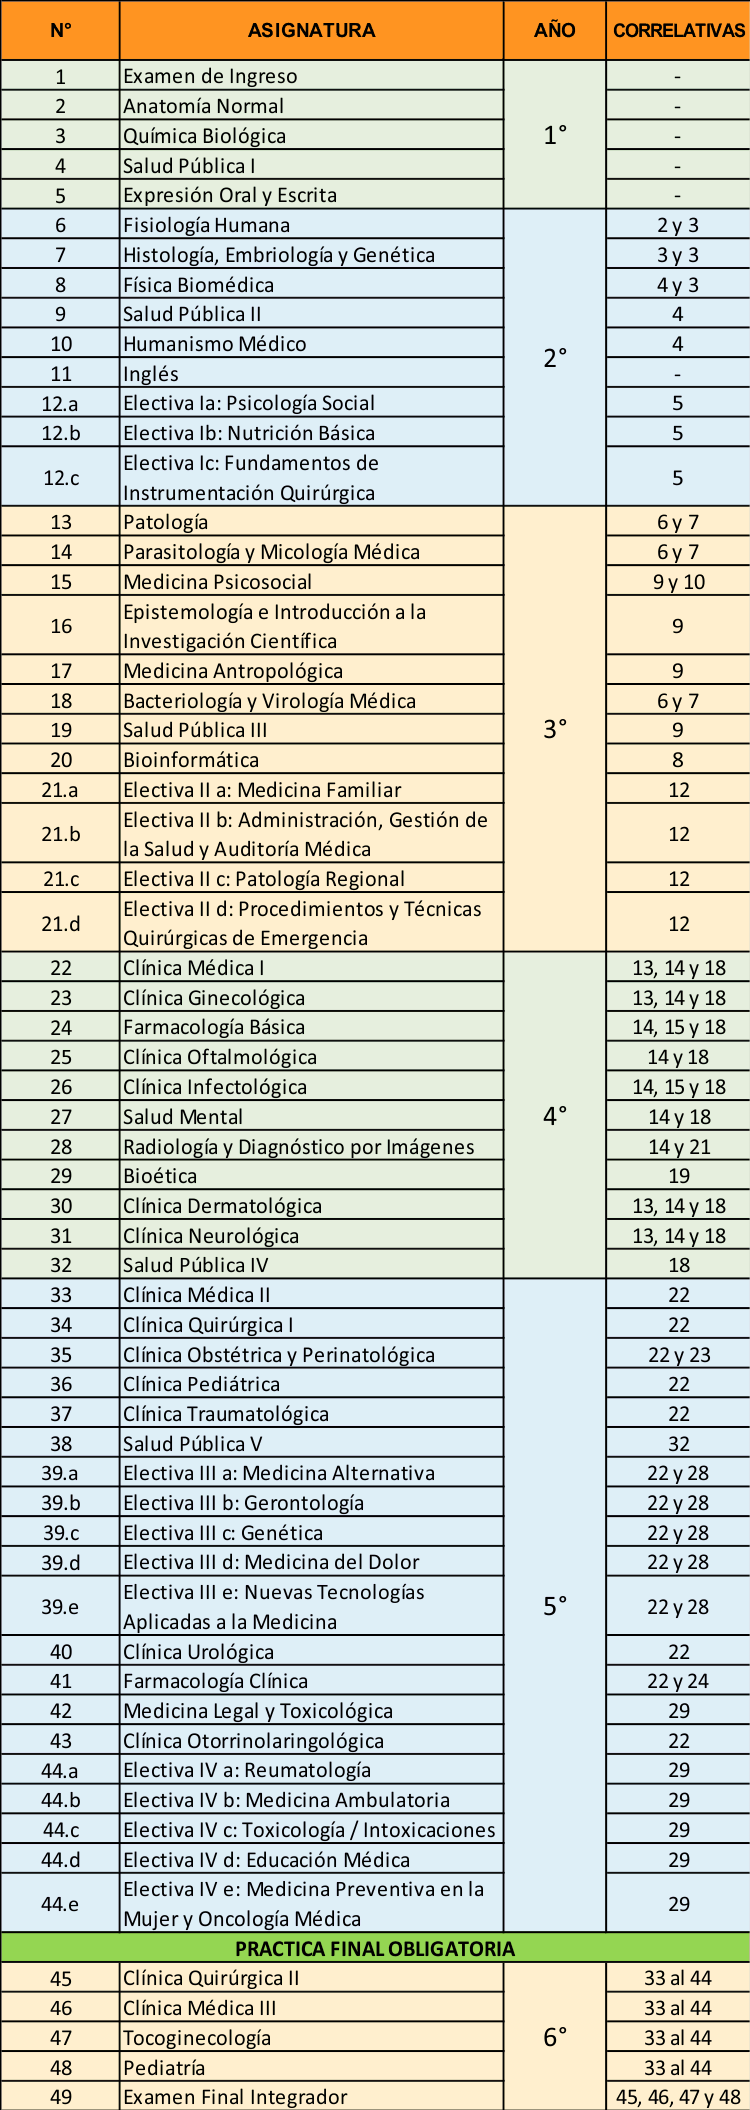 N° ASIGNATURA AÑO CORRELATIVAS
1 Examen de Ingreso -
2 Anatomía Normal -
3 Química Biológica 1° -
4 Salud Pública I -
5 Expresión Oral y Escrita -
6 Fisiología Humana 2 y 3
7 Histología, Embriología y Genética 3 y 3
8 Física Biomédica 4 y 3
9 Salud Pública II 4
10 Humanismo Médico 2° 4
11 Inglés -
12.a Electiva Ia: Psicología Social 5
12.b Electiva Ib: Nutrición Básica 5
12.c Electiva Ic: Fundamentos de
Instrumentación Quirúrgica 5
13 Patología 6 y 7
14 Parasitología y Micología Médica 6 y 7
15 Medicina Psicosocial 9 y 10
16 Epistemología e Introducción a la
Investigación Científica 9
17 Medicina Antropológica 9
18 Bacteriología y Virología Médica 6 y 7
19 Salud Pública III 3° 9
20 Bioinformática 8
21.a Electiva II a: Medicina Familiar 12
21.b Electiva II b: Administración, Gestión de
la Salud y Auditoría Médica 12
21.c Electiva II c: Patología Regional 12
21.d Electiva II d: Procedimientos y Técnicas
Quirúrgicas de Emergencia 12
22 Clínica Médica I 13, 14 y 18
23 Clínica Ginecológica 13, 14 y 18
24 Farmacología Básica 14, 15 y 18
25 Clínica Oftalmológica 14 y 18
26 Clínica Infectológica 14, 15 y 18
27 Salud Mental 4° 14 y 18
28 Radiología y Diagnóstico por Imágenes 14 y 21
29 Bioética 19
30 Clínica Dermatológica 13, 14 y 18
31 Clínica Neurológica 13, 14 y 18
32 Salud Pública IV 18
33 Clínica Médica II 22
34 Clínica Quirúrgica I 22
35 Clínica Obstétrica y Perinatológica 22 y 23
36 Clínica Pediátrica 22
37 Clínica Traumatológica 22
38 Salud Pública V 32
39.a Electiva III a: Medicina Alternativa 22 y 28
39.b Electiva III b: Gerontología 22 y 28
39.c Electiva III c: Genética 22 y 28
39.d Electiva III d: Medicina del Dolor 22 y 28
39.e Electiva III e: Nuevas Tecnologías
Aplicadas a la Medicina 5° 22 y 28
40 Clínica Urológica 22
41 Farmacología Clínica 22 y 24
42 Medicina Legal y Toxicológica 29
43 Clínica Otorrinolaringológica 22
44.a Electiva IV a: Reumatología 29
44.b Electiva IV b: Medicina Ambulatoria 29
44.c Electiva IV c: Toxicología / Intoxicaciones 29
44.d Electiva IV d: Educación Médica 29
44.e Electiva IV e: Medicina Preventiva en la
Mujer y Oncología Médica 29
PRACTICA FINAL OBLIGATORIA
45 Clínica Quirúrgica II 33 al 44
46 Clínica Médica III 33 al 44
47 Tocoginecología 6° 33 al 44
48 Pediatría 33 al 44
49 Examen Final Integrador 45, 46, 47 y 48